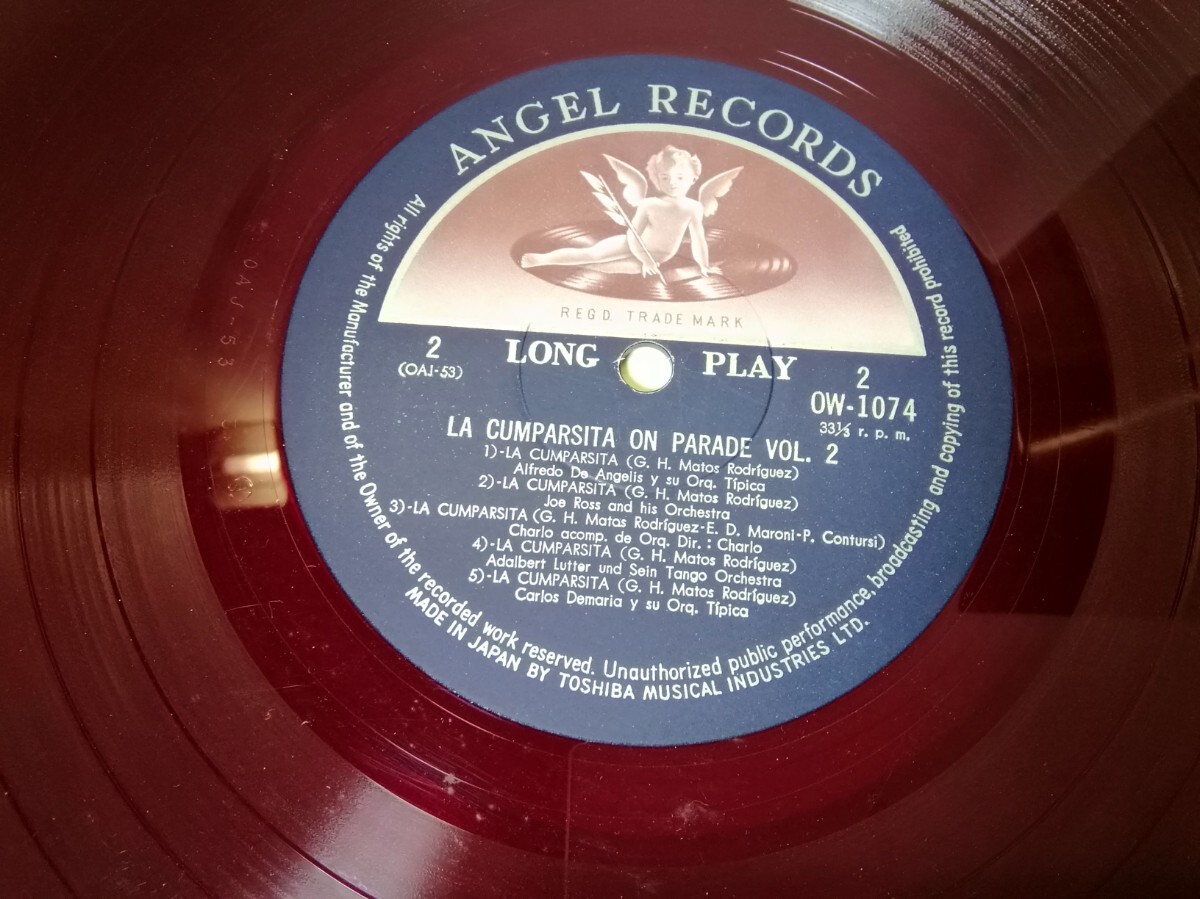 ANGEL RECORDS
REGD. TRADE MARK
LONG PLAY
2
(OAJ-53)
2
OW-1074
33⅓ r. p. m.
LA CUMPARSITA ON PARADE VOL. 2
1)-LA CUMPARSITA (G. H. Matos Rodríguez)
Alfredo De Angelis y su Orq. Típica
2)-LA CUMPARSITA (G. H. Matos Rodríguez)
Joe Ross and his Orchestra
3)-LA CUMPARSITA (G. H. Matos Rodríguez-E. D. Maroni-P. Contursi)
Charlo acomp. de Orq. Dir. : Charlo
4)-LA CUMPARSITA (G. H. Matos Rodríguez)
Adalbert Lutter und Sein Tango Orchestra
5)-LA CUMPARSITA (G. H. Matos Rodríguez)
Carlos Demaria y su Orq. Típica
All rights of the Manufacturer and of the Owner of the recorded work reserved. Unauthorized public performance, broadcasting and copying of this record prohibited
MADE IN JAPAN BY TOSHIBA MUSICAL INDUSTRIES LTD.
OAJ-53